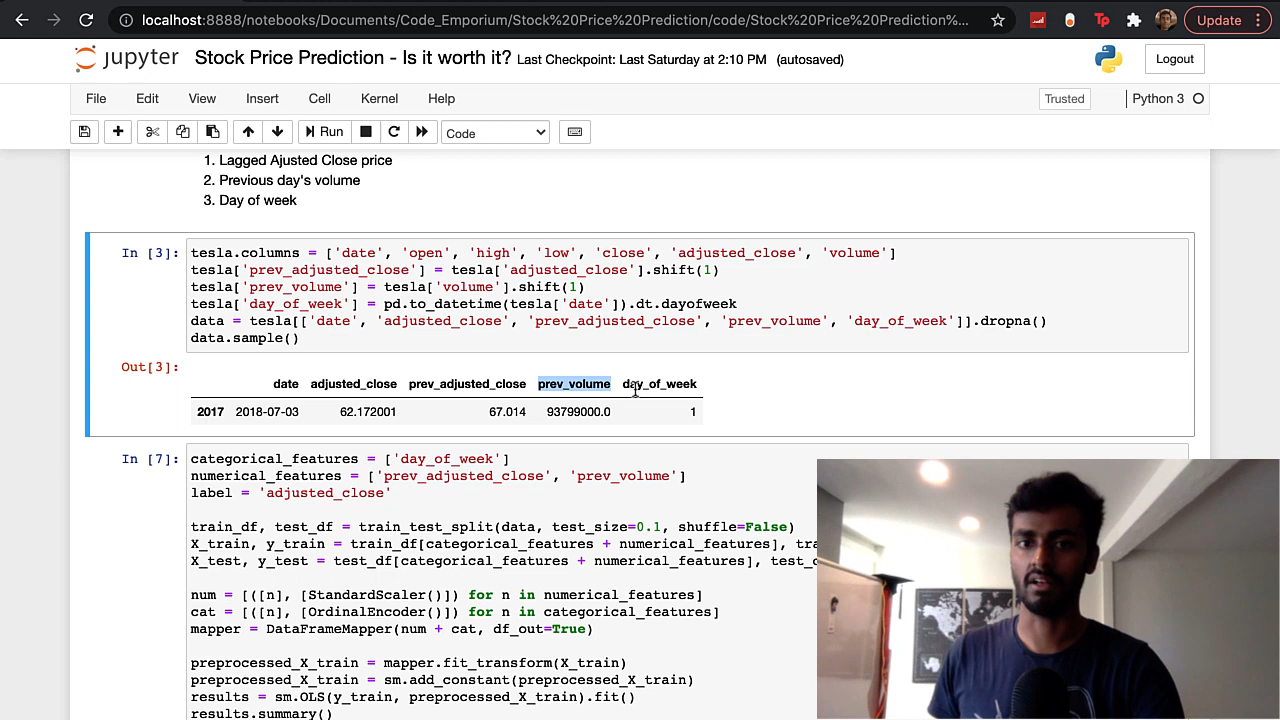 localhost:8888/notebooks/Documents/Code_Emporium/Stock%20Price%20Prediction/code/Stock%20Price%20Prediction%...
Tp
Update
jupyter Stock Price Prediction - Is it worth it? Last Checkpoint: Last Saturday at 2:10 PM (autosaved)
Logout
File Edit View Insert Cell Kernel Help
Trusted
Python 3
Run
Code
1. Lagged Ajusted Close price
2. Previous day's volume
3. Day of week
In [3]:
tesla.columns = ['date', 'open', 'high', 'low', 'close', 'adjusted_close', 'volume']
tesla['prev_adjusted_close'] = tesla['adjusted_close'].shift(1)
tesla['prev_volume'] = tesla['volume'].shift(1)
tesla['day_of_week'] = pd.to_datetime(tesla['date']).dt.dayofweek
data = tesla[['date', 'adjusted_close', 'prev_adjusted_close', 'prev_volume', 'day_of_week']].dropna()
data.sample()
Out[3]:
date adjusted_close prev_adjusted_close prev_volume day_of_week
2017 2018-07-03 62.172001 67.014 93799000.0 1
In [7]:
categorical_features = ['day_of_week']
numerical_features = ['prev_adjusted_close', 'prev_volume']
label = 'adjusted_close'
train_df, test_df = train_test_split(data, test_size=0.1, shuffle=False)
X_train, y_train = train_df[categorical_features + numerical_features], tra
X_test, y_test = test_df[categorical_features + numerical_features], test_d
num = [([n], [StandardScaler()]) for n in numerical_features]
cat = [([n], [OrdinalEncoder()]) for n in categorical_features]
mapper = DataFrameMapper(num + cat, df_out=True)
preprocessed_X_train = mapper.fit_transform(X_train)
preprocessed_X_train = sm.add_constant(preprocessed_X_train)
results = sm.OLS(y_train, preprocessed_X_train).fit()
results.summary()